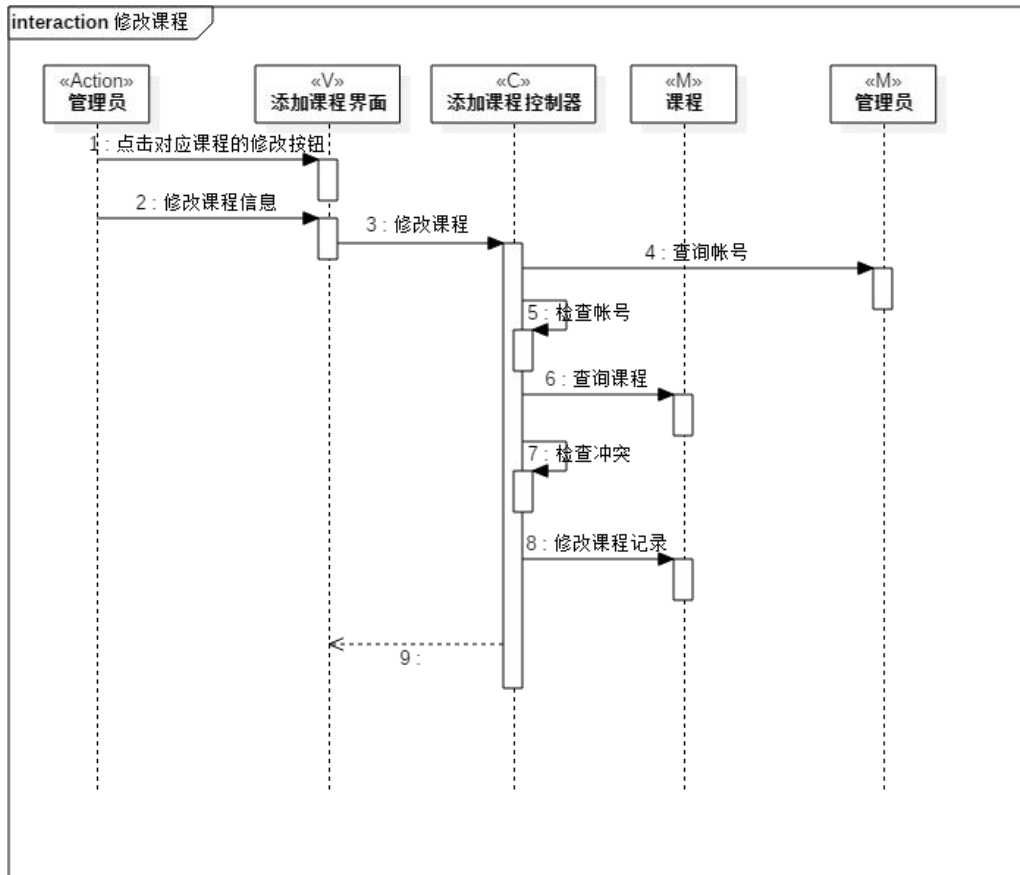 interaction 修改课程
«Action»
管理员
«V»
添加课程界面
«C»
添加课程控制器
«M»
课程
«M»
管理员
1 : 点击对应课程的修改按钮
2 : 修改课程信息
3 : 修改课程
4 : 查询帐号
5 : 检查帐号
6 : 查询课程
7 : 检查冲突
8 : 修改课程记录
9 :